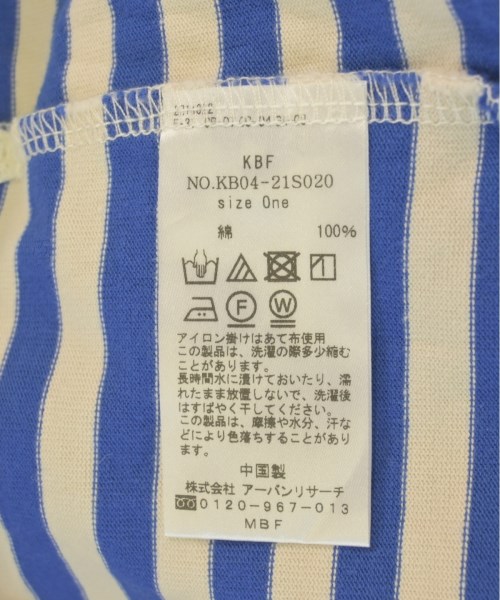 KBF
NO.KB04-21S020
size One
綿 100%
F
W
アイロン掛けはあて布使用
この製品は、洗濯の際多少縮む
ことがあります。
長時間水に漬けておいたり、濡
れたまま放置しないで、洗濯後
はすばやく干してください。
この製品は、摩擦や水分、汗な
どにより色落ちすることがあり
ます。
中国製
株式会社 アーバンリサーチ
0120-967-013
MBF